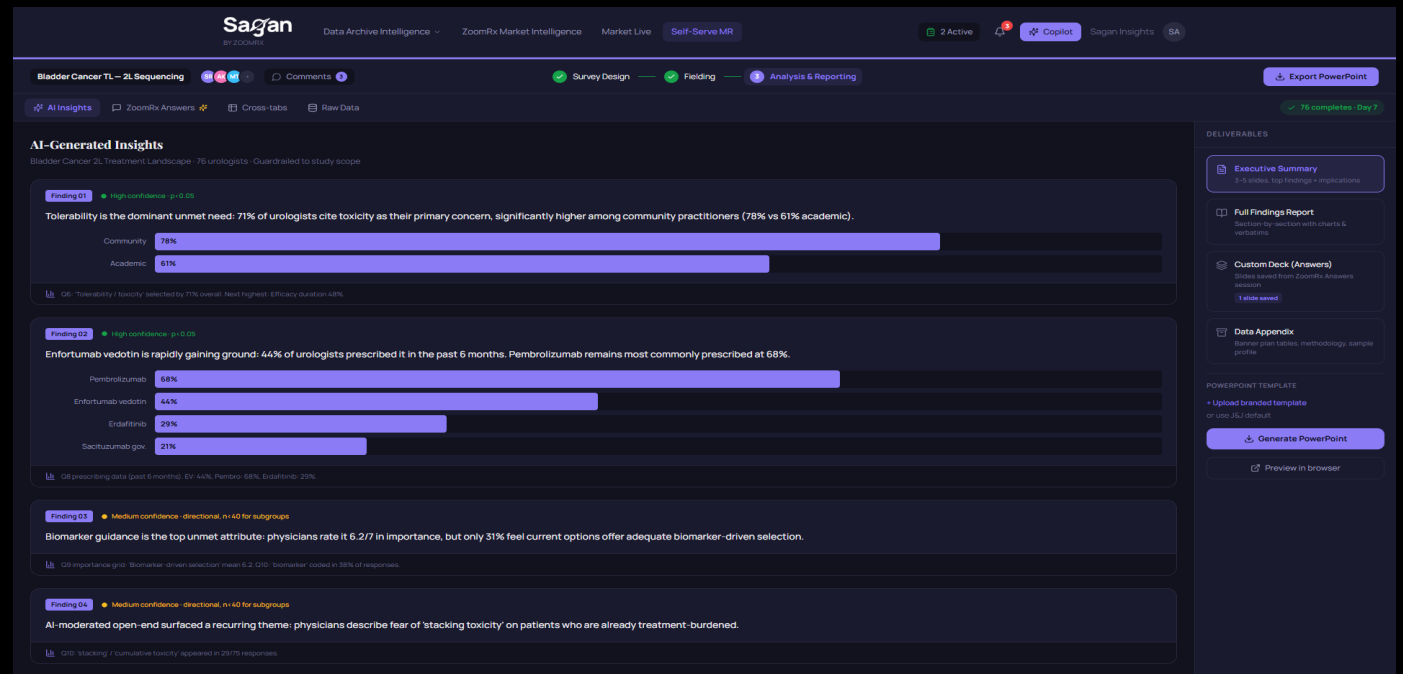 Sagan
BY ZOOMRX
Data Archive Intelligence
ZoomRx Market Intelligence
Market Live
Self-Serve MR
2 Active
3
Copilot
Sagan Insights
SA
Bladder Cancer TL — 2L Sequencing
SR
AK
MT
+
Comments
3
Survey Design
Fielding
3
Analysis & Reporting
Export PowerPoint
AI Insights
ZoomRx Answers
Cross-tabs
Raw Data
76 completes · Day 7
AI-Generated Insights
Bladder Cancer 2L Treatment Landscape · 76 urologists · Guardrailed to study scope
Finding 01
High confidence · p<0.05
Tolerability is the dominant unmet need: 71% of urologists cite toxicity as their primary concern, significantly higher among community practitioners (78% vs 61% academic).
Community
78%
Academic
61%
Q6: 'Tolerability / toxicity' selected by 71% overall. Next highest: Efficacy duration 48%.
Finding 02
High confidence · p<0.05
Enfortumab vedotin is rapidly gaining ground: 44% of urologists prescribed it in the past 6 months. Pembrolizumab remains most commonly prescribed at 68%.
Pembrolizumab
68%
Enfortumab vedotin
44%
Erdafitinib
29%
Sacituzumab gov.
21%
Q8 prescribing data (past 6 months). EV: 44%, Pembro: 68%, Erdafitinib: 29%.
Finding 03
Medium confidence · directional, n<40 for subgroups
Biomarker guidance is the top unmet attribute: physicians rate it 6.2/7 in importance, but only 31% feel current options offer adequate biomarker-driven selection.
Q9 importance grid: 'Biomarker-driven selection' mean 6.2. Q10: 'biomarker' coded in 38% of responses.
Finding 04
Medium confidence · directional, n<40 for subgroups
AI-moderated open-end surfaced a recurring theme: physicians describe fear of 'stacking toxicity' on patients who are already treatment-burdened.
Q10: 'stacking' / 'cumulative toxicity' appeared in 29/75 responses.
DELIVERABLES
Executive Summary
3–5 slides, top findings + implications
Full Findings Report
Section-by-section with charts &
verbatims
Custom Deck (Answers)
Slides saved from ZoomRx Answers
session
1 slide saved
Data Appendix
Banner plan tables, methodology, sample
profile
POWERPOINT TEMPLATE
+ Upload branded template
or use J&J default
Generate PowerPoint
Preview in browser